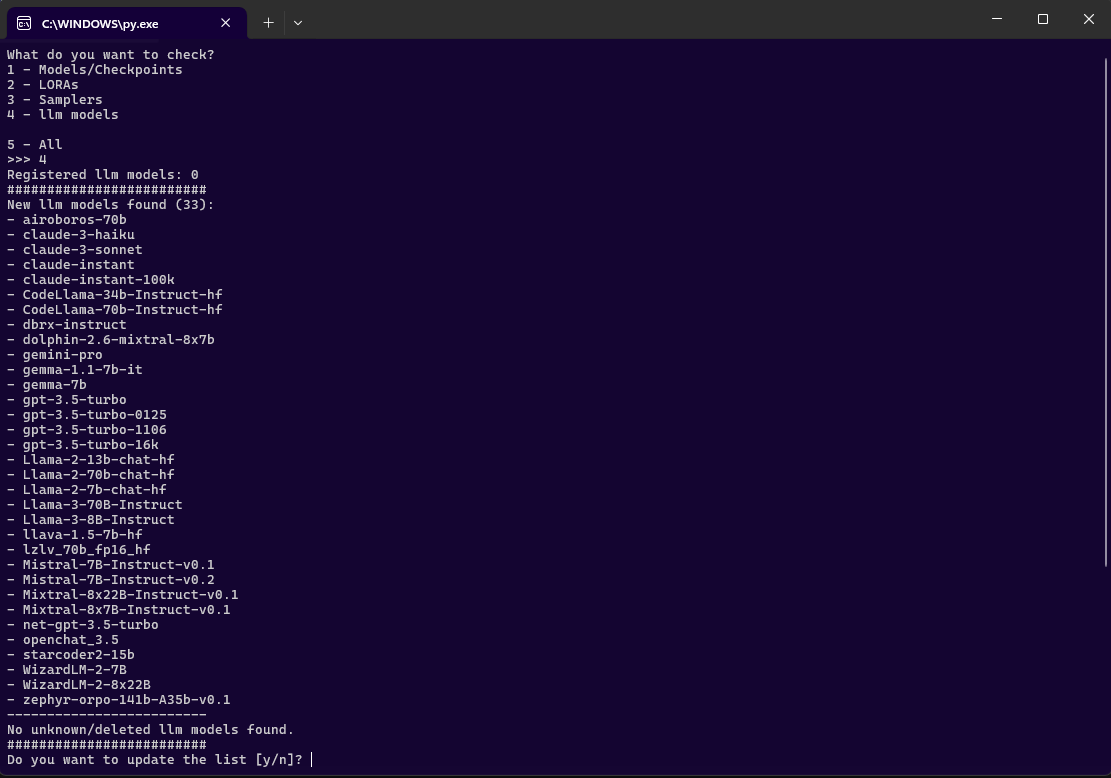 C:\WINDOWS\py.exe
What do you want to check?
1 - Models/Checkpoints
2 - LORAs
3 - Samplers
4 - llm models
5 - All
>>> 4
Registered llm models: 0
#########################
New llm models found (33):
- airoboros-70b
- claude-3-haiku
- claude-3-sonnet
- claude-instant
- claude-instant-100k
- CodeLlama-34b-Instruct-hf
- CodeLlama-70b-Instruct-hf
- dbrx-instruct
- dolphin-2.6-mixtral-8x7b
- gemini-pro
- gemma-1.1-7b-it
- gemma-7b
- gpt-3.5-turbo
- gpt-3.5-turbo-0125
- gpt-3.5-turbo-1106
- gpt-3.5-turbo-16k
- Llama-2-13b-chat-hf
- Llama-2-70b-chat-hf
- Llama-2-7b-chat-hf
- Llama-3-70B-Instruct
- Llama-3-8B-Instruct
- llava-1.5-7b-hf
- lzlv_70b_fp16_hf
- Mistral-7B-Instruct-v0.1
- Mistral-7B-Instruct-v0.2
- Mixtral-8x22B-Instruct-v0.1
- Mixtral-8x7B-Instruct-v0.1
- net-gpt-3.5-turbo
- openchat_3.5
- starcoder2-15b
- WizardLM-2-7B
- WizardLM-2-8x22B
- zephyr-orpo-141b-A35b-v0.1
-------------------------
No unknown/deleted llm models found.
#########################
Do you want to update the list [y/n]?